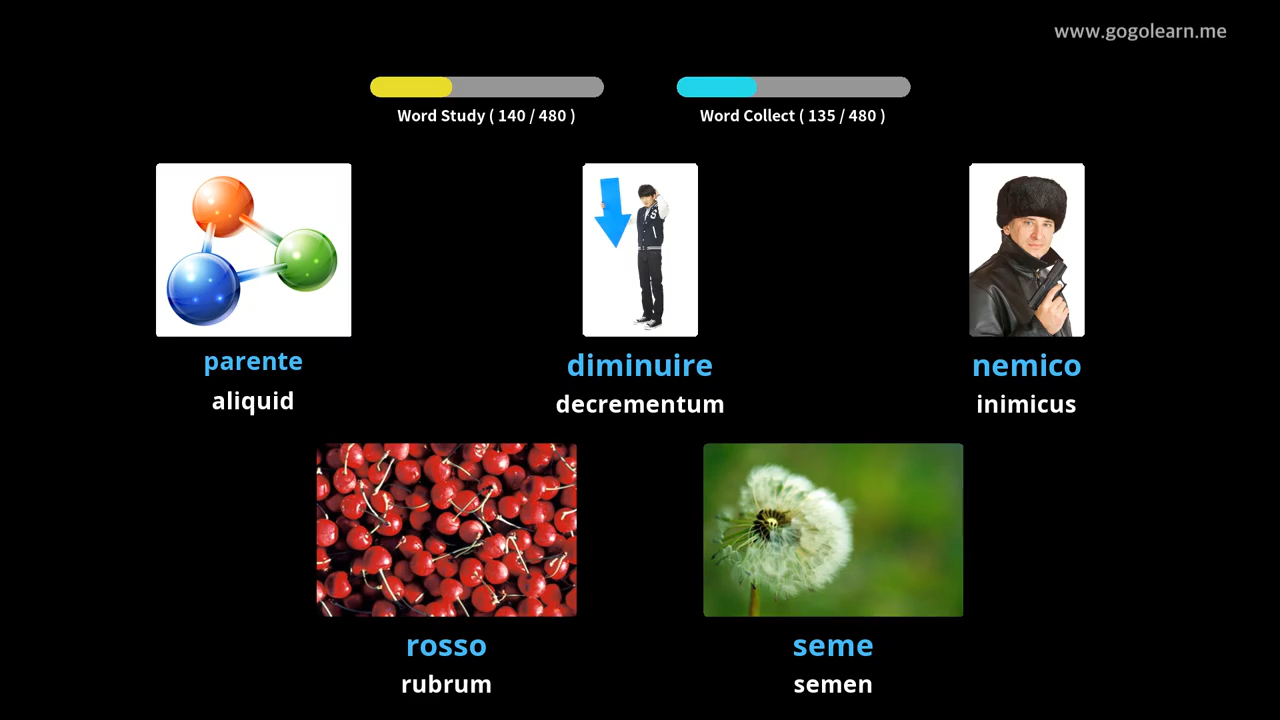 www.gogolearn.me
Word Study ( 140 / 480 )
Word Collect ( 135 / 480 )
parente
aliquid
diminuire
decrementum
nemico
inimicus
rosso
rubrum
seme
semen